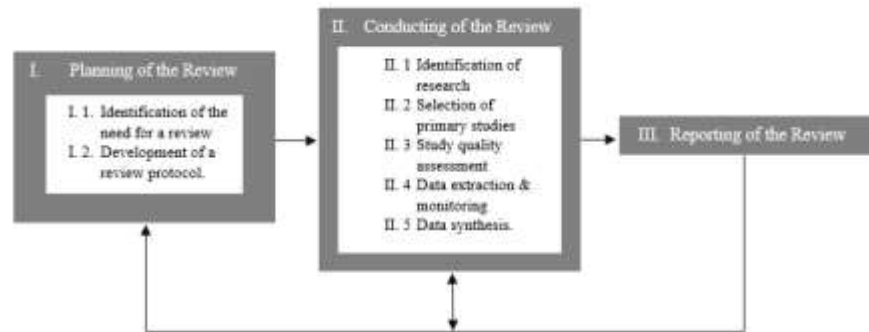 I. Planning of the Review
I. 1. Identification of the
need for a review
I. 2. Development of a
review protocol.
II. Conducting of the Review
II. 1 Identification of
research
II. 2 Selection of
primary studies
II. 3 Study quality
assessment
II. 4 Data extraction &
monitoring
II. 5 Data synthesis.
III. Reporting of the Review